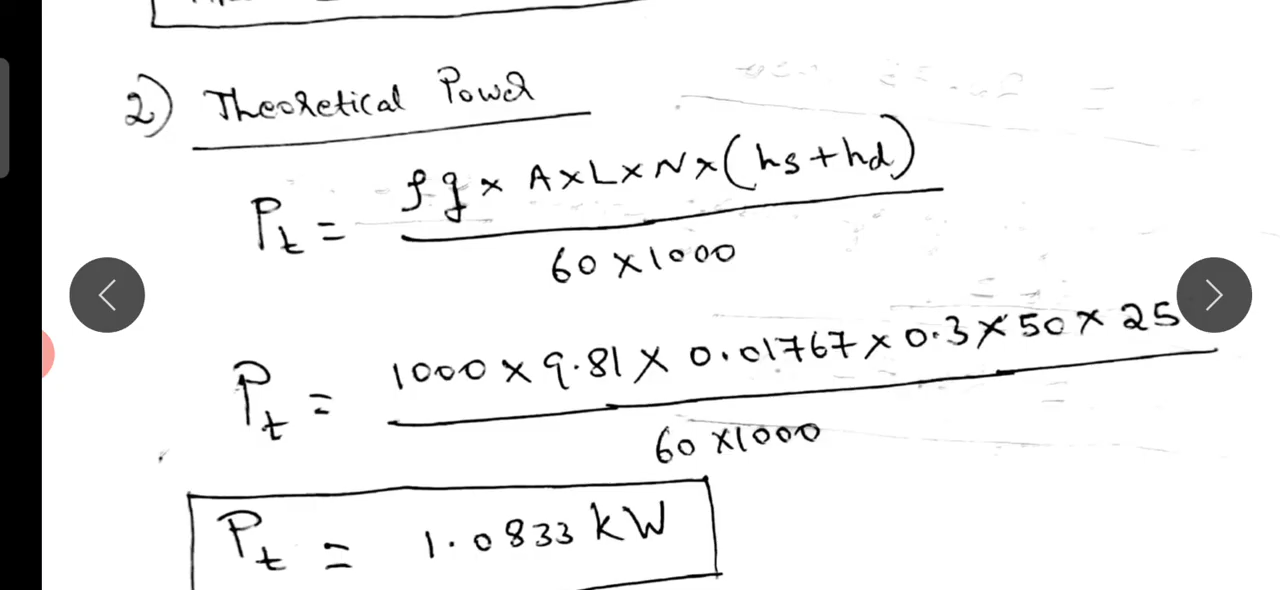 2) Theoretical Power
Pt = ρg × A×L×N×(hs+hd)
60×1000
Pt = 1000 × 9.81 × 0.01767 × 0.3 × 50 × 25
60×1000
Pt = 1.0833 kW